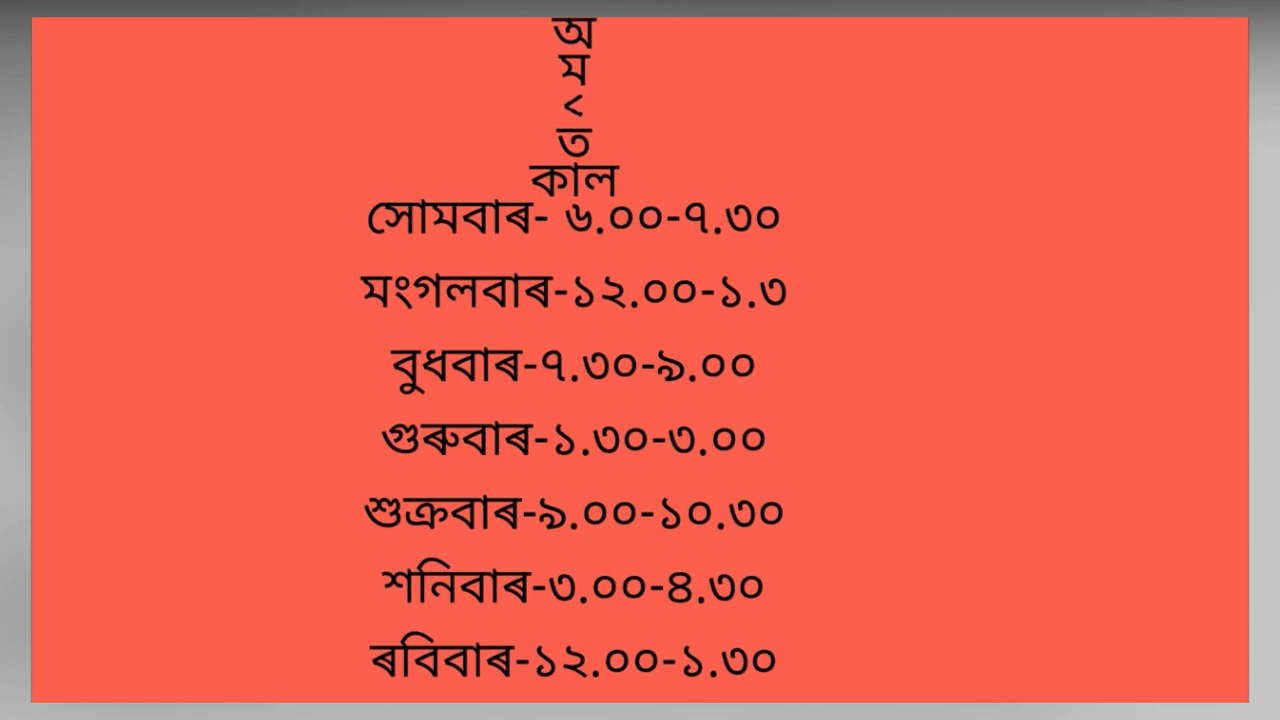 অ
ম
<
ত
কাল
সোমবাৰ- ৬.০০-৭.৩০
মংগলবাৰ-১২.০০-১.৩
বুধবাৰ-৭.৩০-৯.০০
গুৰুবাৰ-১.৩০-৩.০০
শুক্ৰবাৰ-৯.০০-১০.৩০
শনিবাৰ-৩.০০-৪.৩০
ৰবিবাৰ-১২.০০-১.৩০